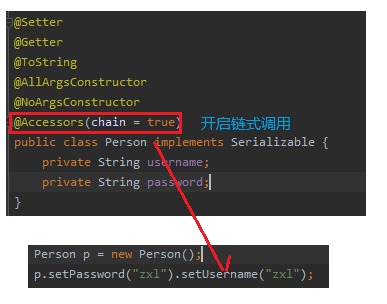 @Setter
@Getter
@ToString
@AllArgsConstructor
@NoArgsConstructor
@Accessors(chain = true) 开启链式调用
public class Person implements Serializable {
    private String username;
    private String password;
}
Person p = new Person();
p.setPassword("zxl").setUsername("zxl");